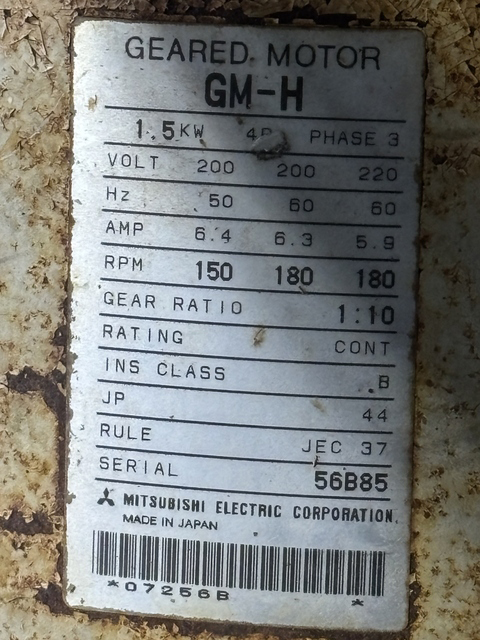 GEARED MOTOR
GM-H
1.5KW 4P PHASE 3
VOLT 200 200 220
Hz 50 60 60
AMP 6.4 6.3 5.9
RPM 150 180 180
GEAR RATIO 1:10
RATING CONT
INS CLASS B
JP 44
RULE JEC 37
SERIAL 56B85
MITSUBISHI ELECTRIC CORPORATION.
MADE IN JAPAN
*07256B *